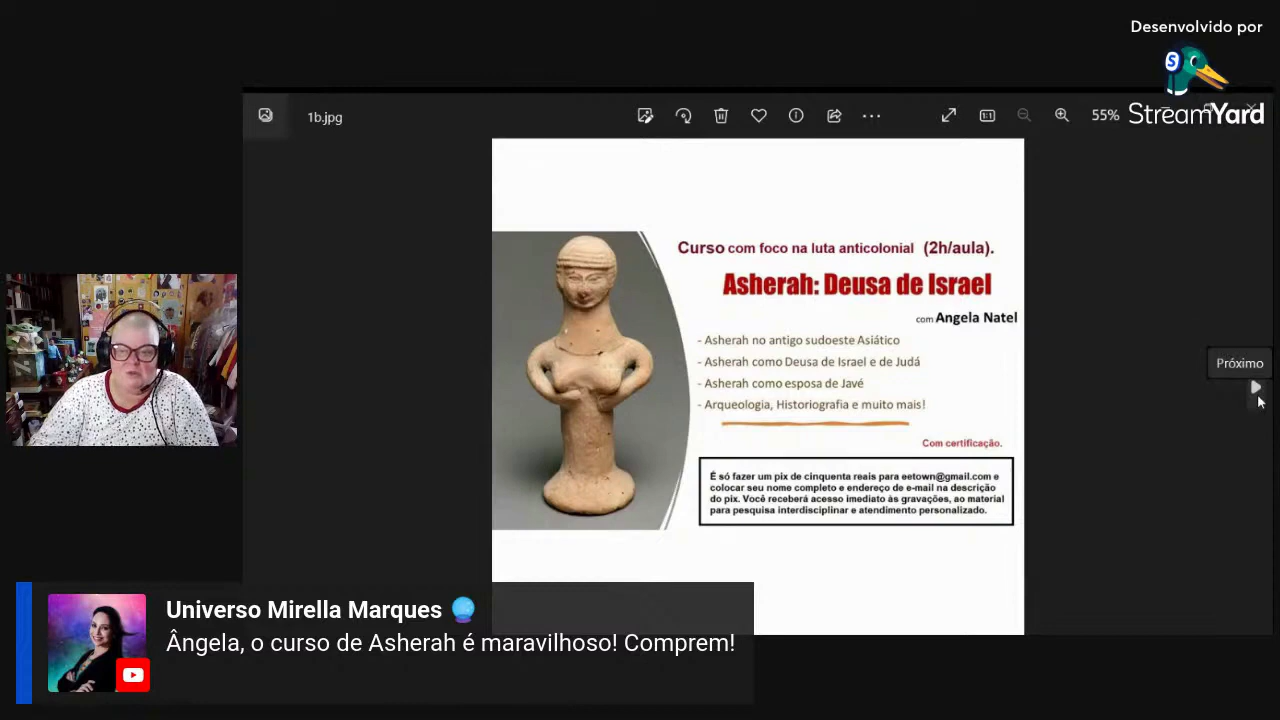 Desenvolvido por
StreamYard
1b.jpg
55%
Curso com foco na luta anticolonial (2h/aula).
Asherah: Deusa de Israel
com Angela Natel
- Asherah no antigo sudoeste Asiático
- Asherah como Deusa de Israel e de Judá
- Asherah como esposa de Javé
- Arqueologia, Historiografia e muito mais!
Com certificação.
É só fazer um pix de cinquenta reais para eetown@gmail.com e
colocar seu nome completo e endereço de e-mail na descrição
do pix. Você receberá acesso imediato às gravações, ao material
para pesquisa interdisciplinar e atendimento personalizado.
Próximo
Universo Mirella Marques
Ângela, o curso de Asherah é maravilhoso! Comprem!